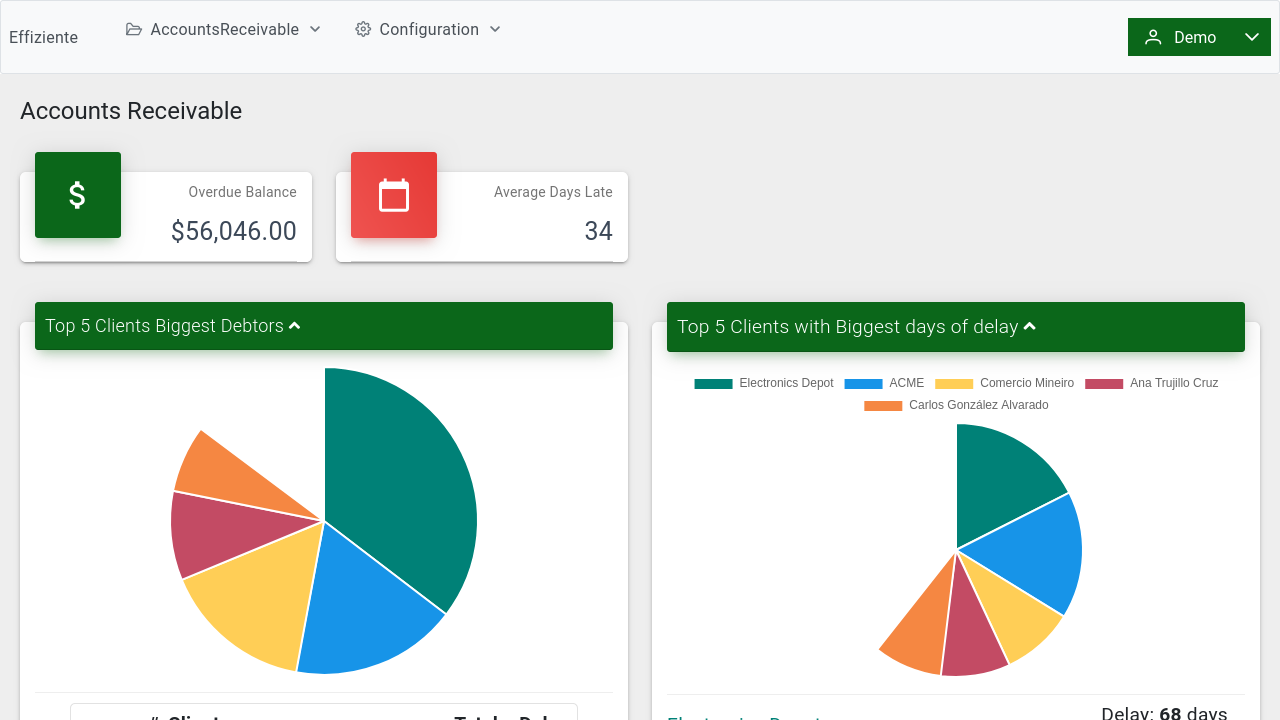 Effiziente
AccountsReceivable
Configuration
Demo
Accounts Receivable
Overdue Balance
$56,046.00
Average Days Late
34
Top 5 Clients Biggest Debtors
Top 5 Clients with Biggest days of delay
Electronics Depot
ACME
Comercio Mineiro
Ana Trujillo Cruz
Carlos González Alvarado
Delay: 68 days